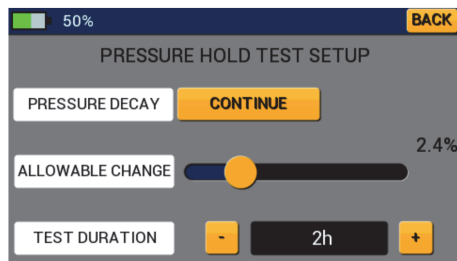 50%
BACK
PRESSURE HOLD TEST SETUP
PRESSURE DECAY
CONTINUE
2.4%
ALLOWABLE CHANGE
TEST DURATION
-
2h
+